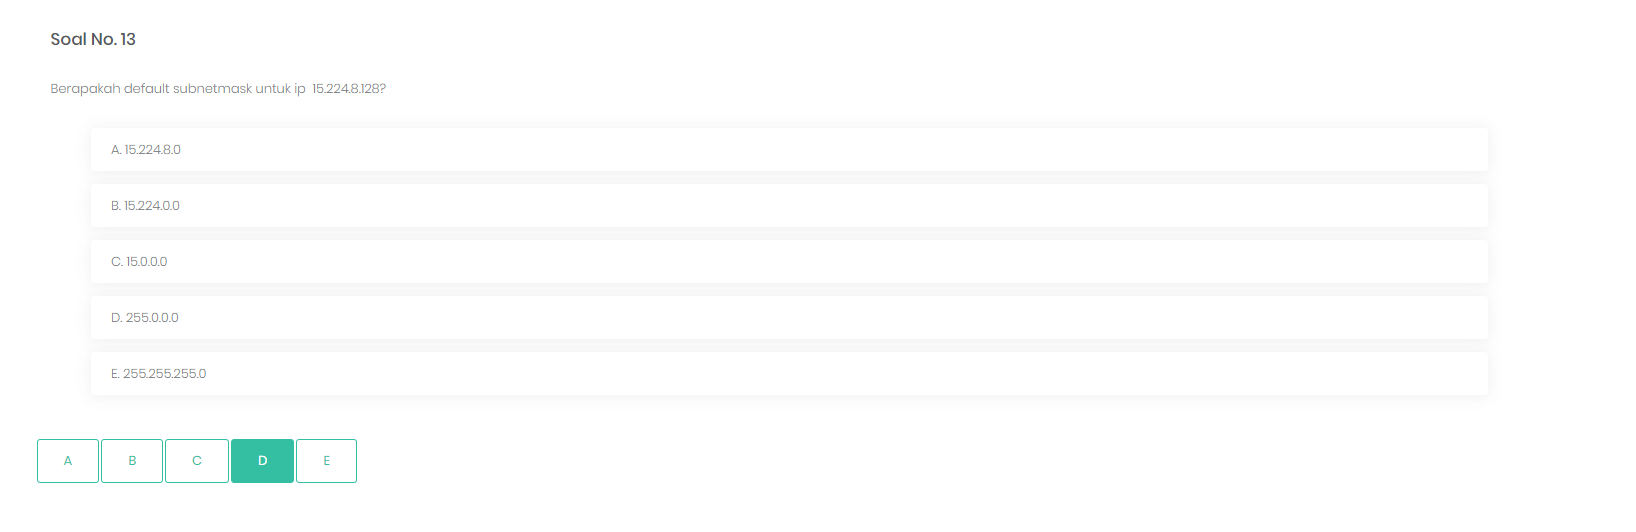 Soal No. 13
Berapakah default subnetmask untuk ip 15.224.8.128?
A. 15.224.8.0
B. 15.224.0.0
C. 15.0.0.0
D. 255.0.0.0
E. 255.255.255.0
A B C D E